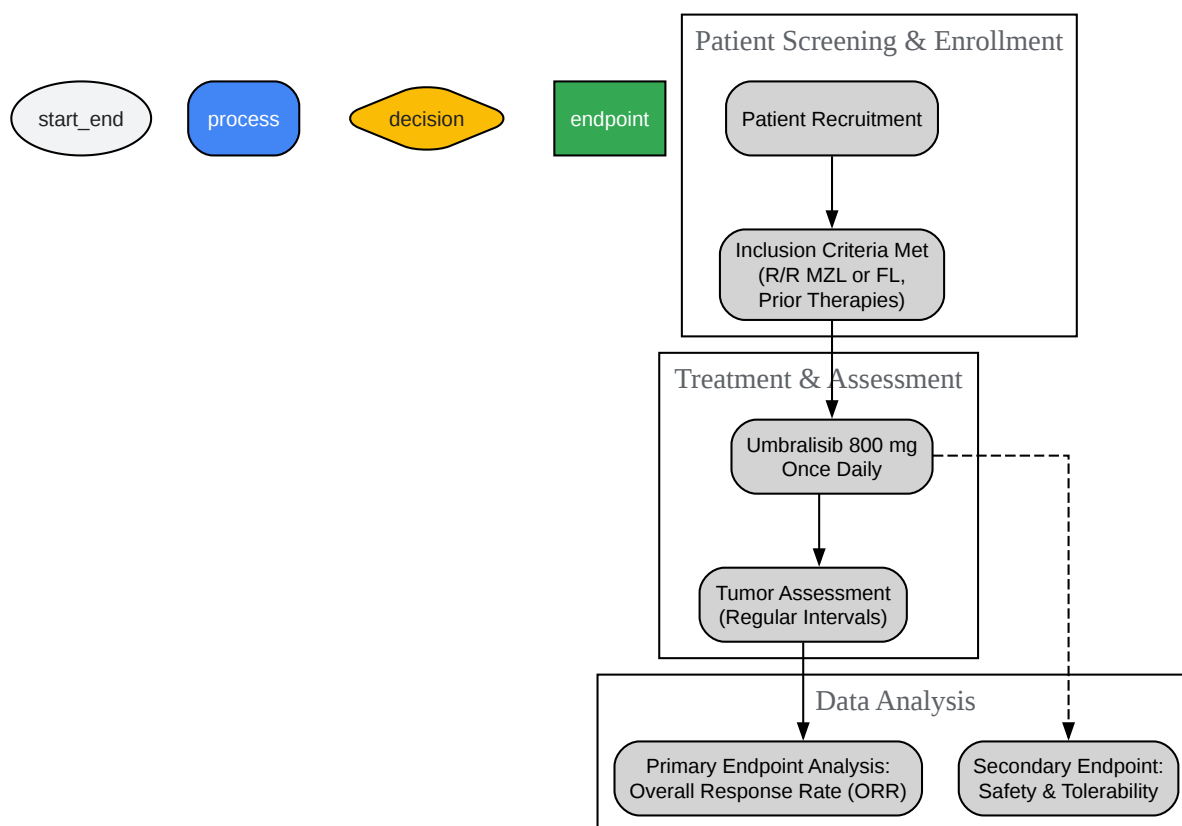 start_end
process
decision
endpoint
Patient Screening & Enrollment
Patient Recruitment
Inclusion Criteria Met
(R/R MZL or FL,
Prior Therapies)
Treatment & Assessment
Umbralisib 800 mg
Once Daily
Tumor Assessment
(Regular Intervals)
Data Analysis
Primary Endpoint Analysis:
Overall Response Rate (ORR)
Secondary Endpoint:
Safety & Tolerability